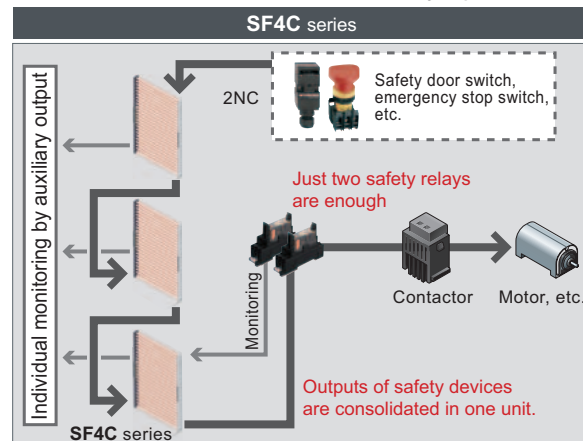 SF4C series
Safety door switch,
emergency stop switch,
etc.
2NC
Individual monitoring by auxiliary output
Just two safety relays
are enough
Monitoring
Contactor
Motor, etc.
Outputs of safety devices
are consolidated in one unit.
SF4C series